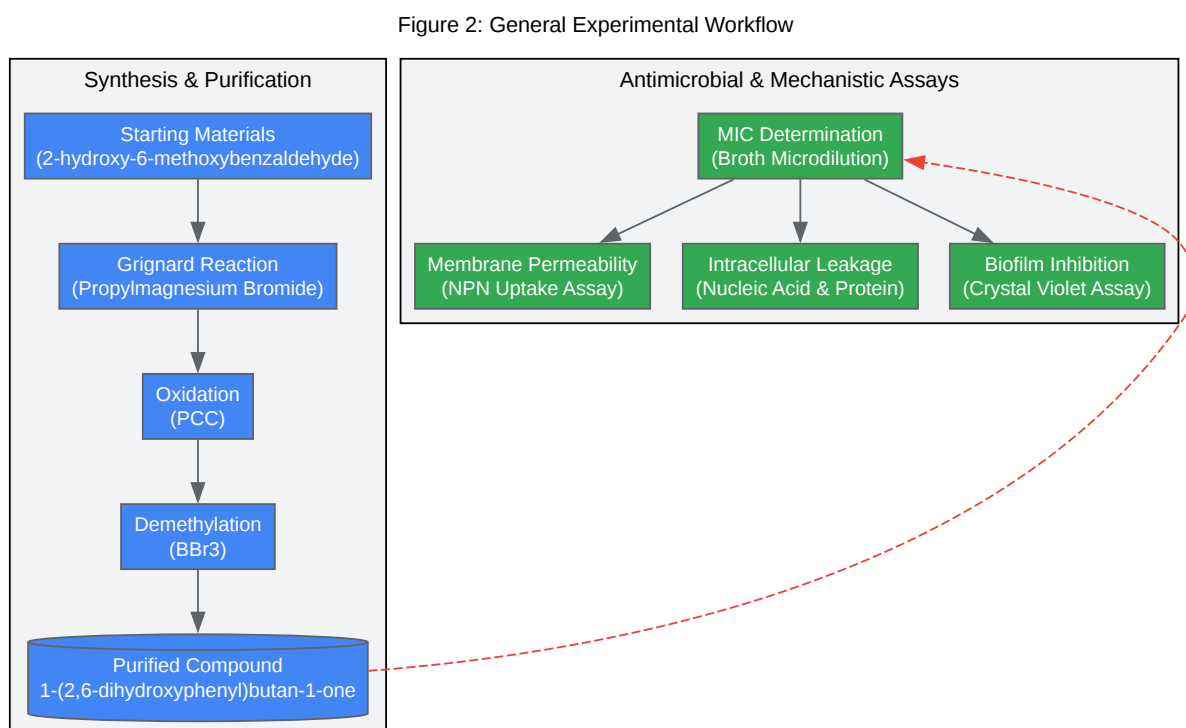 Figure 2: General Experimental Workflow
Synthesis & Purification
Starting Materials
(2-hydroxy-6-methoxybenzaldehyde)
Grignard Reaction
(Propylmagnesium Bromide)
Oxidation
(PCC)
Demethylation
(BBr3)
Purified Compound
1-(2,6-dihydroxyphenyl)butan-1-one
Antimicrobial & Mechanistic Assays
MIC Determination
(Broth Microdilution)
Membrane Permeability
(NPN Uptake Assay)
Intracellular Leakage
(Nucleic Acid & Protein)
Biofilm Inhibition
(Crystal Violet Assay)